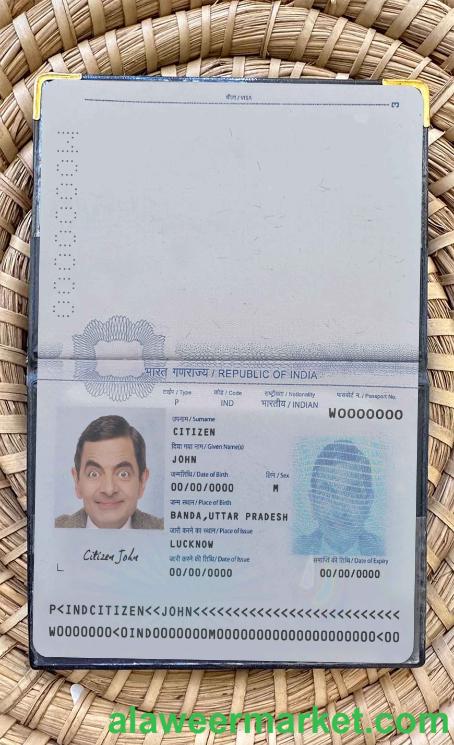 वीज़ा / VISA
3
W0000000
भारत गणराज्य / REPUBLIC OF INDIA
टाईप / Type कोड / Code राष्ट्रीयता / Nationality पासपोर्ट न. / Passport No.
P IND भारतीय / INDIAN W0000000
उपनाम / Surname
CITIZEN
दिया गया नाम / Given Name(s)
JOHN
जन्मतिथि / Date of Birth लिंग / Sex
00/00/0000 M
जन्म स्थान / Place of Birth
BANDA,UTTAR PRADESH
जारी करने का स्थान / Place of Issue
LUCKNOW
Citizen John
जारी करने की तिथि / Date of Issue समाप्ति की तिथि / Date of Expiry
00/00/0000 00/00/0000
P<INDCITIZEN<<JOHN<<<<<<<<<<<<<<<<<<<<<<<<<<
W0000000<0IND0000000M0000000000000000000000<00
alaweermarket.com